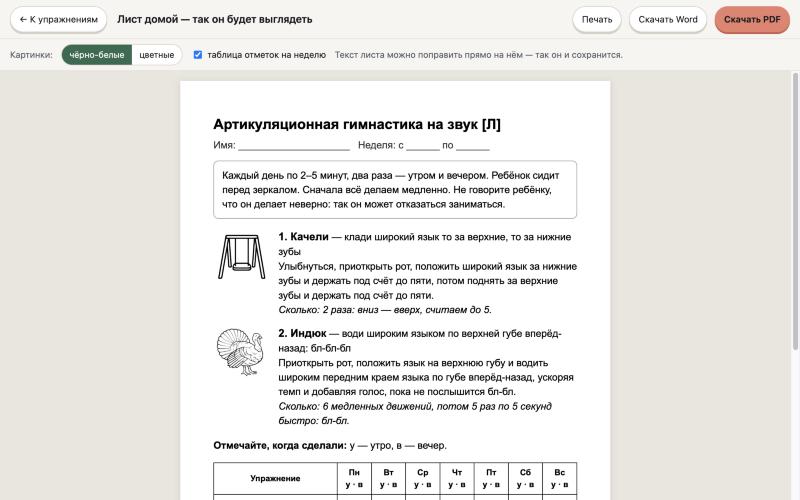 ← К упражнениям
Лист домой — так он будет выглядеть
Печать
Скачать Word
Скачать PDF
Картинки:
чёрно-белые
цветные
таблица отметок на неделю
Текст листа можно поправить прямо на нём — так он и сохранится.
Артикуляционная гимнастика на звук [Л]
Имя: ____________________ Неделя: с ______ по ______
Каждый день по 2–5 минут, два раза — утром и вечером. Ребёнок сидит
перед зеркалом. Сначала всё делаем медленно. Не говорите ребёнку,
что он делает неверно: так он может отказаться заниматься.
1. Качели — клади широкий язык то за верхние, то за нижние
зубы
Улыбнуться, приоткрыть рот, положить широкий язык за нижние
зубы и держать под счёт до пяти, потом поднять за верхние
зубы и держать под счёт до пяти.
Сколько: 2 раза: вниз — вверх, считаем до 5.
2. Индюк — води широким языком по верхней губе вперёд-
назад: бл-бл-бл
Приоткрыть рот, положить язык на верхнюю губу и водить
широким передним краем языка по губе вперёд-назад, ускоряя
темп и добавляя голос, пока не послышится бл-бл.
Сколько: 6 медленных движений, потом 5 раз по 5 секунд
быстро: бл-бл.
Отмечайте, когда сделали: у — утро, в — вечер.
Упражнение
Пн Вт Ср Чт Пт Сб Вс
у · в у · в у · в у · в у · в у · в у · в